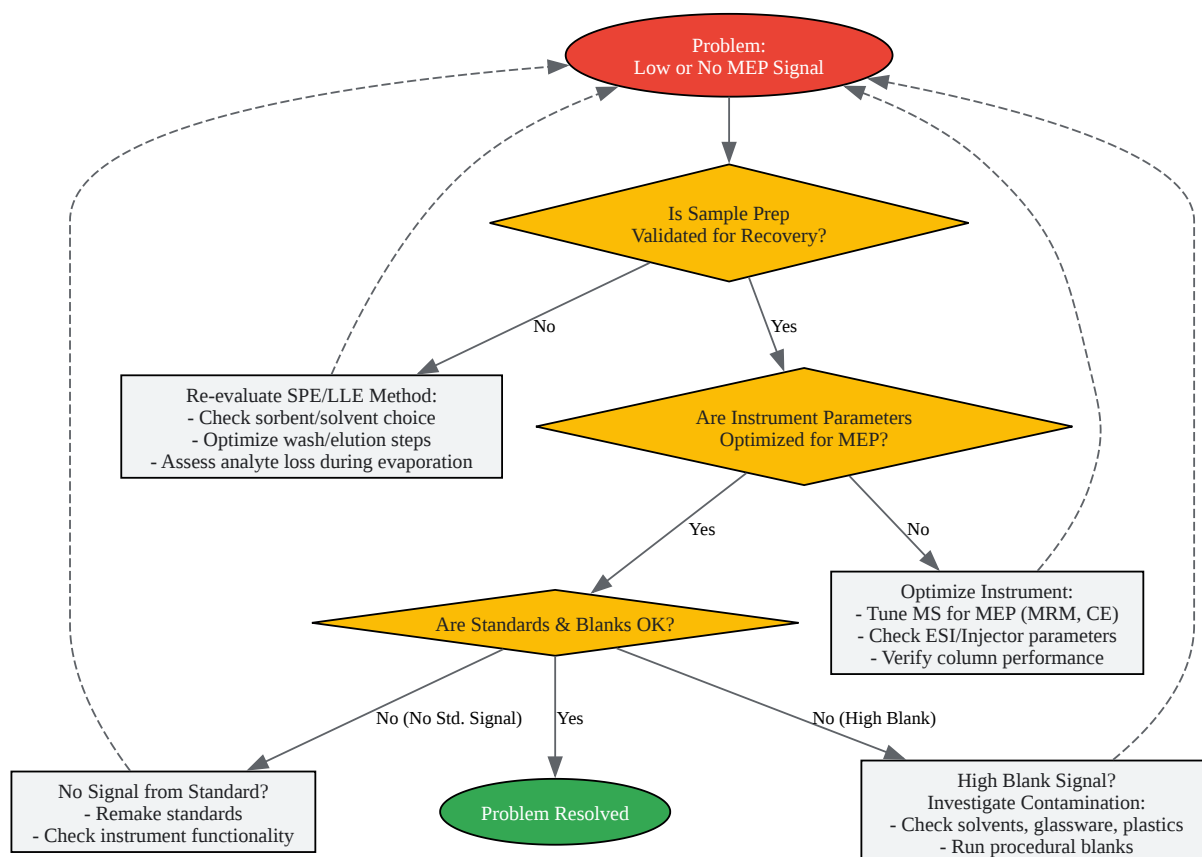 Problem:
Low or No MEP Signal
Is Sample Prep
Validated for Recovery?
No
Yes
Re-evaluate SPE/LLE Method:
- Check sorbent/solvent choice
- Optimize wash/elution steps
- Assess analyte loss during evaporation
Are Instrument Parameters
Optimized for MEP?
Yes
No
Optimize Instrument:
- Tune MS for MEP (MRM, CE)
- Check ESI/Injector parameters
- Verify column performance
Are Standards & Blanks OK?
No (No Std. Signal)
Yes
No (High Blank)
No Signal from Standard?
- Remake standards
- Check instrument functionality
Problem Resolved
High Blank Signal?
Investigate Contamination:
- Check solvents, glassware, plastics
- Run procedural blanks